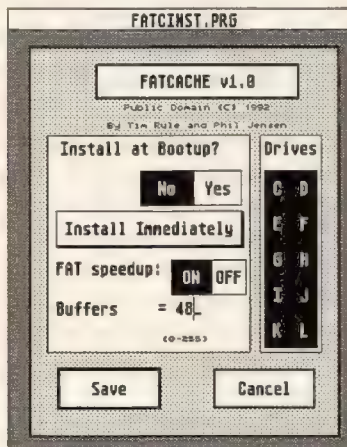 FATCINST.PRG
FATCACHE v1.0
Public Domain (C) 1992
By Tim Rule and Phil Jensen
Install at Bootup?
No Yes
Install Immediately
FAT speedup: ON OFF
Buffers = 48
(0-255)
Drives
C D
E F
G H
I J
K L
Save Cancel